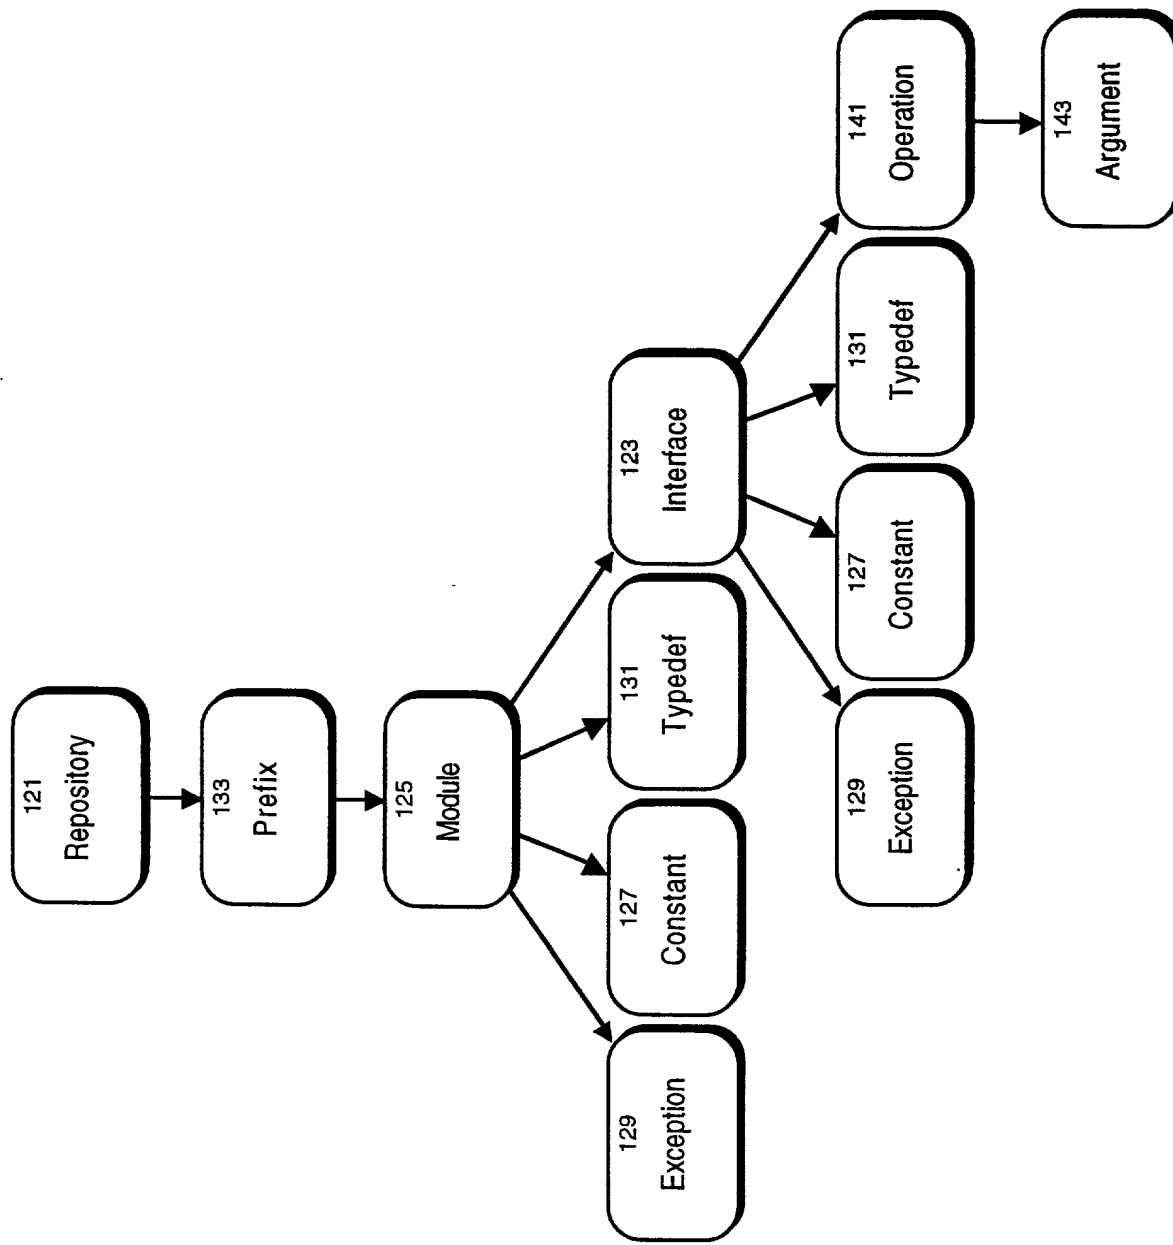 121
Repository
133
Prefix
125
Module
129
Exception
127
Constant
131
Typedef
123
Interface
129
Exception
127
Constant
131
Typedef
141
Operation
143
Argument